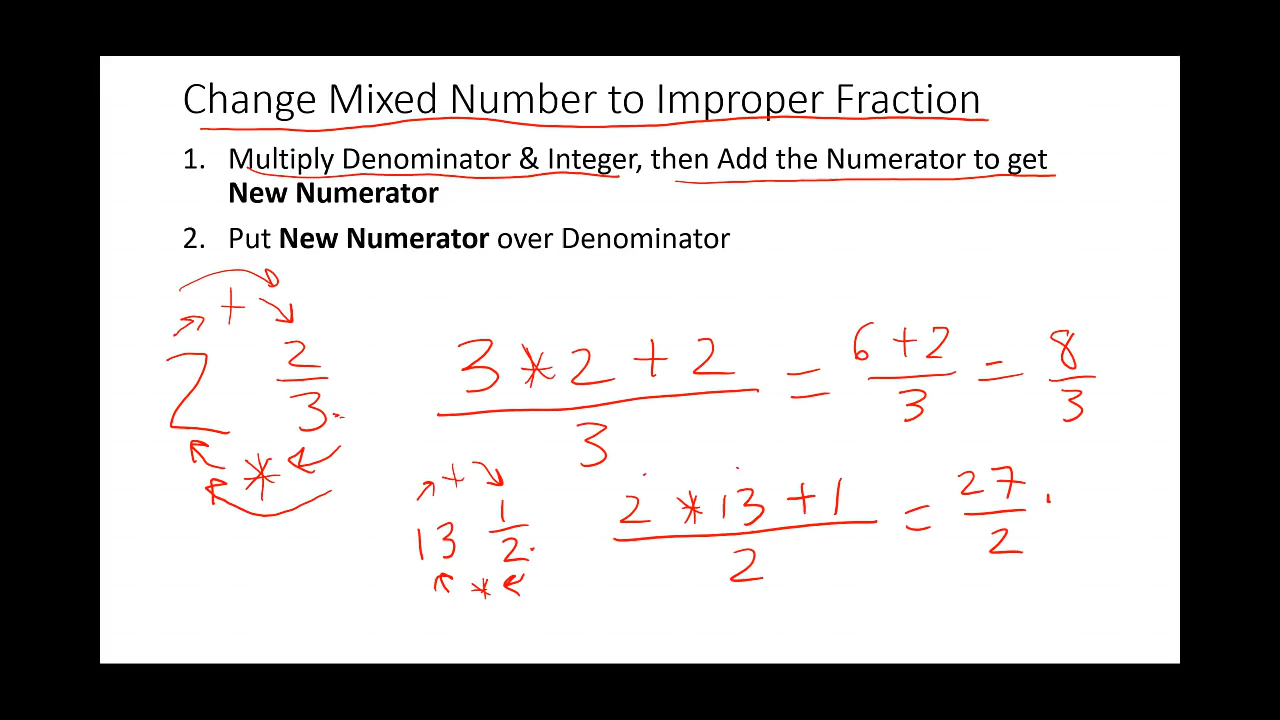 Change Mixed Number to Improper Fraction
1. Multiply Denominator & Integer, then Add the Numerator to get
New Numerator
2. Put New Numerator over Denominator
+
2 2/3
*
(3 * 2 + 2)/3 = (6 + 2)/3 = 8/3
+
13 1/2
*
(2 * 13 + 1)/2 = 27/2